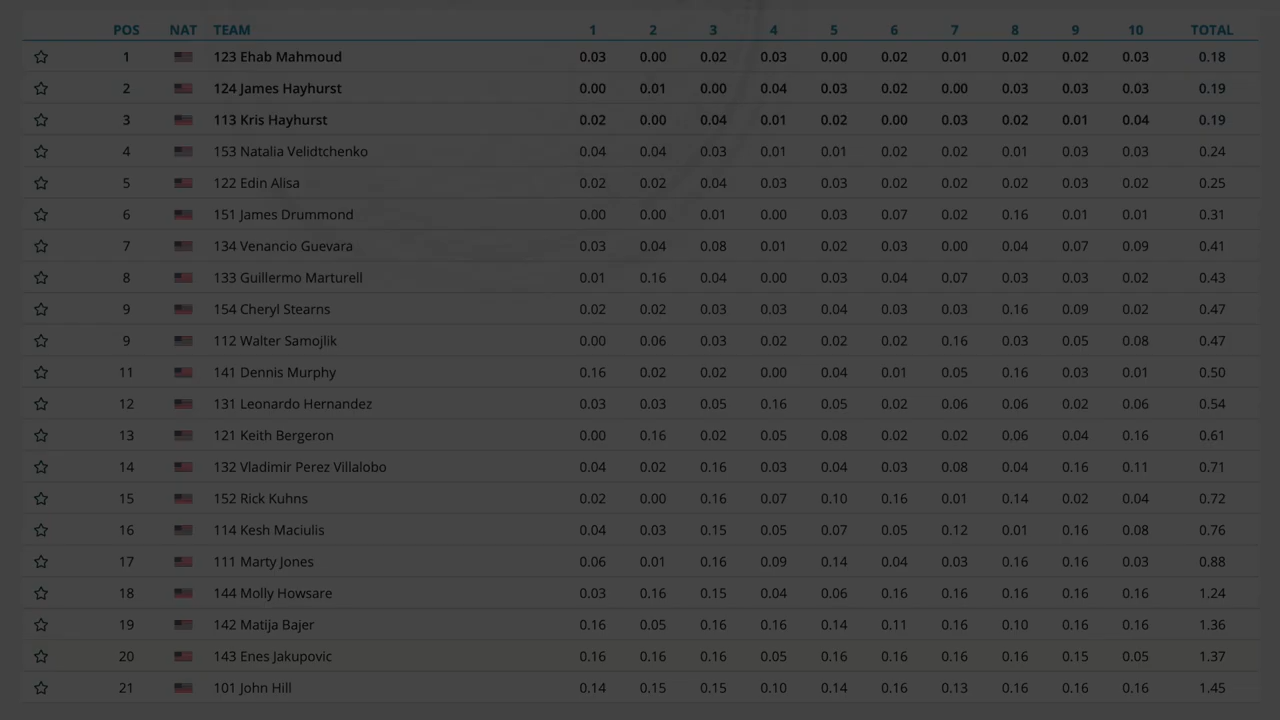 POS NAT TEAM 1 2 3 4 5 6 7 8 9 10 TOTAL
1 123 Ehab Mahmoud 0.03 0.00 0.02 0.03 0.00 0.02 0.01 0.02 0.02 0.03 0.18
2 124 James Hayhurst 0.00 0.01 0.00 0.04 0.03 0.02 0.00 0.03 0.03 0.03 0.19
3 113 Kris Hayhurst 0.02 0.00 0.04 0.01 0.02 0.00 0.03 0.02 0.01 0.04 0.19
4 153 Natalia Velidtchenko 0.04 0.04 0.03 0.01 0.01 0.02 0.02 0.01 0.03 0.03 0.24
5 122 Edin Alisa 0.02 0.02 0.04 0.03 0.03 0.02 0.02 0.02 0.03 0.02 0.25
6 151 James Drummond 0.00 0.00 0.01 0.00 0.03 0.07 0.02 0.16 0.01 0.01 0.31
7 134 Venancio Guevara 0.03 0.04 0.08 0.01 0.02 0.03 0.00 0.04 0.07 0.09 0.41
8 133 Guillermo Marturell 0.01 0.16 0.04 0.00 0.03 0.04 0.07 0.03 0.03 0.02 0.43
9 154 Cheryl Stearns 0.02 0.02 0.03 0.03 0.04 0.03 0.03 0.16 0.09 0.02 0.47
9 112 Walter Samojlik 0.00 0.06 0.03 0.02 0.02 0.02 0.16 0.03 0.05 0.08 0.47
11 141 Dennis Murphy 0.16 0.02 0.02 0.00 0.04 0.01 0.05 0.16 0.03 0.01 0.50
12 131 Leonardo Hernandez 0.03 0.03 0.05 0.16 0.05 0.02 0.06 0.06 0.02 0.06 0.54
13 121 Keith Bergeron 0.00 0.16 0.02 0.05 0.08 0.02 0.02 0.06 0.04 0.16 0.61
14 132 Vladimir Perez Villalobo 0.04 0.02 0.16 0.03 0.04 0.03 0.08 0.04 0.16 0.11 0.71
15 152 Rick Kuhns 0.02 0.00 0.16 0.07 0.10 0.16 0.01 0.14 0.02 0.04 0.72
16 114 Kesh Maciulis 0.04 0.03 0.15 0.05 0.07 0.05 0.12 0.01 0.16 0.08 0.76
17 111 Marty Jones 0.06 0.01 0.16 0.09 0.14 0.04 0.03 0.16 0.16 0.03 0.88
18 144 Molly Howsare 0.03 0.16 0.15 0.04 0.06 0.16 0.16 0.16 0.16 0.16 1.24
19 142 Matija Bajer 0.16 0.05 0.16 0.16 0.14 0.11 0.16 0.10 0.16 0.16 1.36
20 143 Enes Jakupovic 0.16 0.16 0.16 0.05 0.16 0.16 0.16 0.16 0.15 0.05 1.37
21 101 John Hill 0.14 0.15 0.15 0.10 0.14 0.16 0.13 0.16 0.16 0.16 1.45